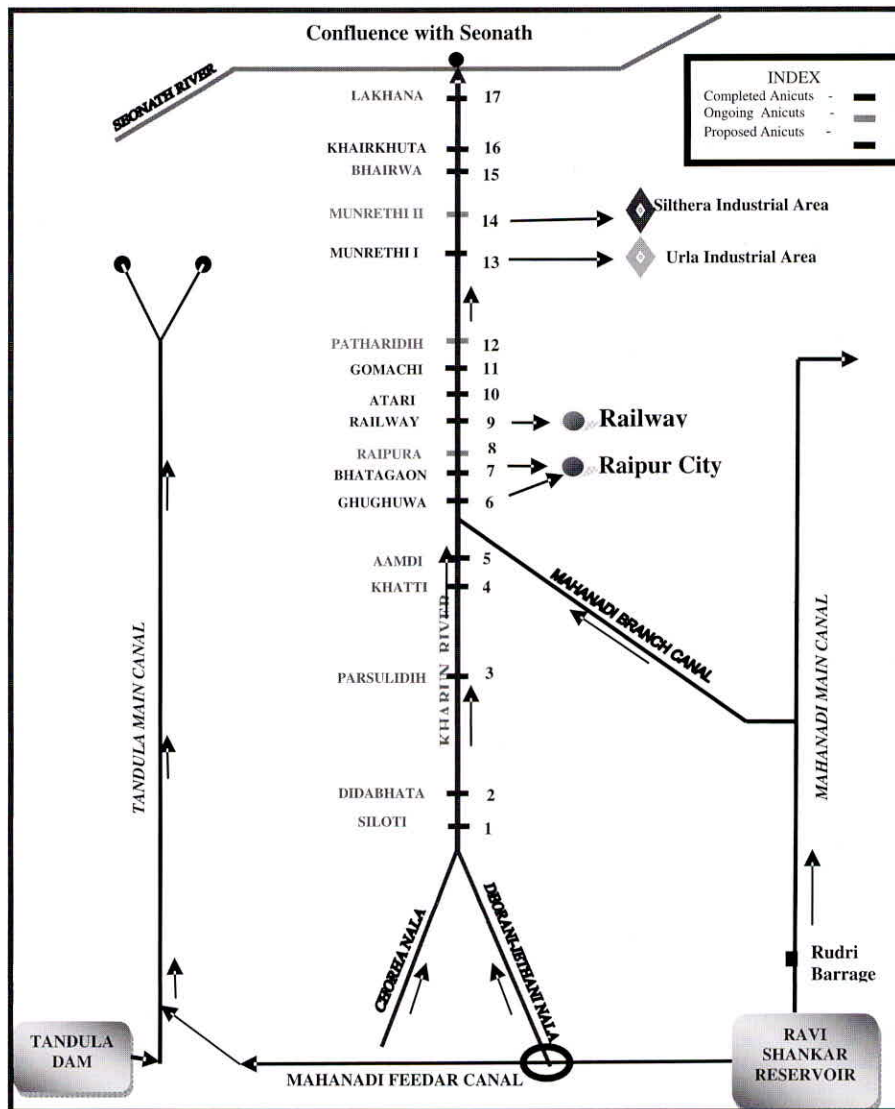 Confluence with Seonath
SEONATH RIVER
INDEX
Completed Anicuts -
Ongoing Anicuts -
Proposed Anicuts -
LAKHANA 17
KHAIRKHUTA 16
BHAIRWA 15
MUNRETHI II 14
Silthera Industrial Area
MUNRETHI I 13
Urla Industrial Area
PATHARIDIH 12
GOMACHI 11
ATARI 10
RAILWAY 9
Railway
RAIPURA 8
BHATAGAON 7
Raipur City
GHUGHUWA 6
AAMDI 5
KHATTI 4
MAHANADI BRANCH CANAL
KHARUN RIVER
PARSULIDIH 3
TANDULA MAIN CANAL
MAHANADI MAIN CANAL
DIDABHATA 2
SILOTI 1
CHORHA NALA
DEORANI-JETHANI NALA
Rudri
Barrage
TANDULA
DAM
MAHANADI FEEDAR CANAL
RAVI
SHANKAR
RESERVOIR